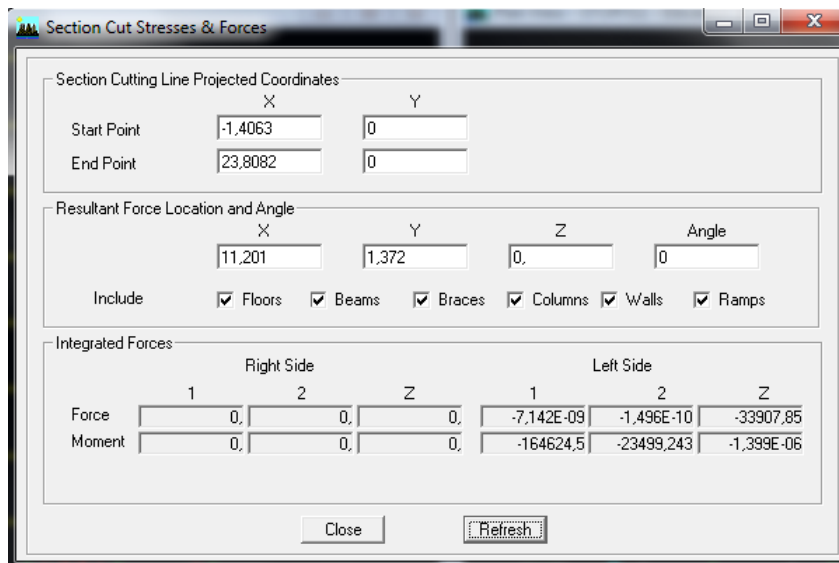 Section Cut Stresses & Forces
Section Cutting Line Projected Coordinates
X Y
Start Point -1,4063 0
End Point 23,8082 0
Resultant Force Location and Angle
X Y Z Angle
11,201 1,372 0, 0
Include Floors Beams Braces Columns Walls Ramps
Integrated Forces
Right Side Left Side
1 2 Z 1 2 Z
Force 0, 0, 0, -7,142E-09 -1,496E-10 -33907,85
Moment 0, 0, 0, -164624,5 -23499,243 -1,399E-06
Close Refresh